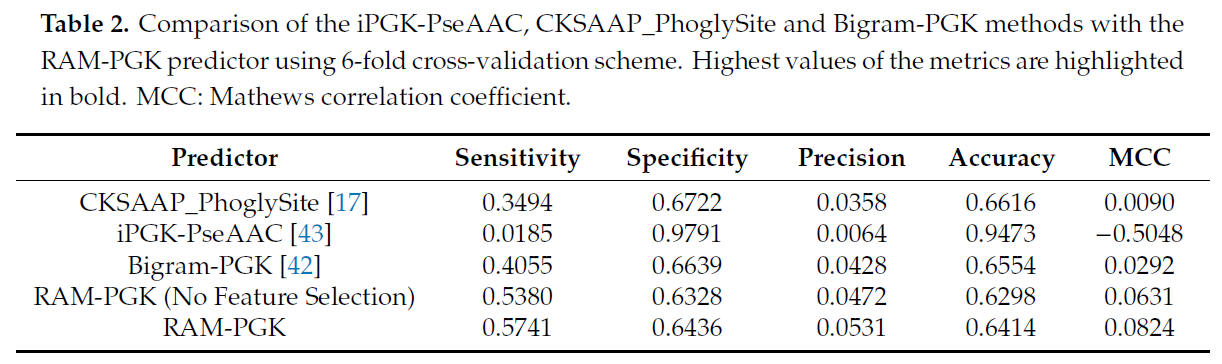 Table 2. Comparison of the iPGK-PseAAC, CKSAAP_PhoglySite and Bigram-PGK methods with the
RAM-PGK predictor using 6-fold cross-validation scheme. Highest values of the metrics are highlighted
in bold. MCC: Mathews correlation coefficient.
Predictor Sensitivity Specificity Precision Accuracy MCC
CKSAAP_PhoglySite [17] 0.3494 0.6722 0.0358 0.6616 0.0090
iPGK-PseAAC [43] 0.0185 0.9791 0.0064 0.9473 −0.5048
Bigram-PGK [42] 0.4055 0.6639 0.0428 0.6554 0.0292
RAM-PGK (No Feature Selection) 0.5380 0.6328 0.0472 0.6298 0.0631
RAM-PGK 0.5741 0.6436 0.0531 0.6414 0.0824